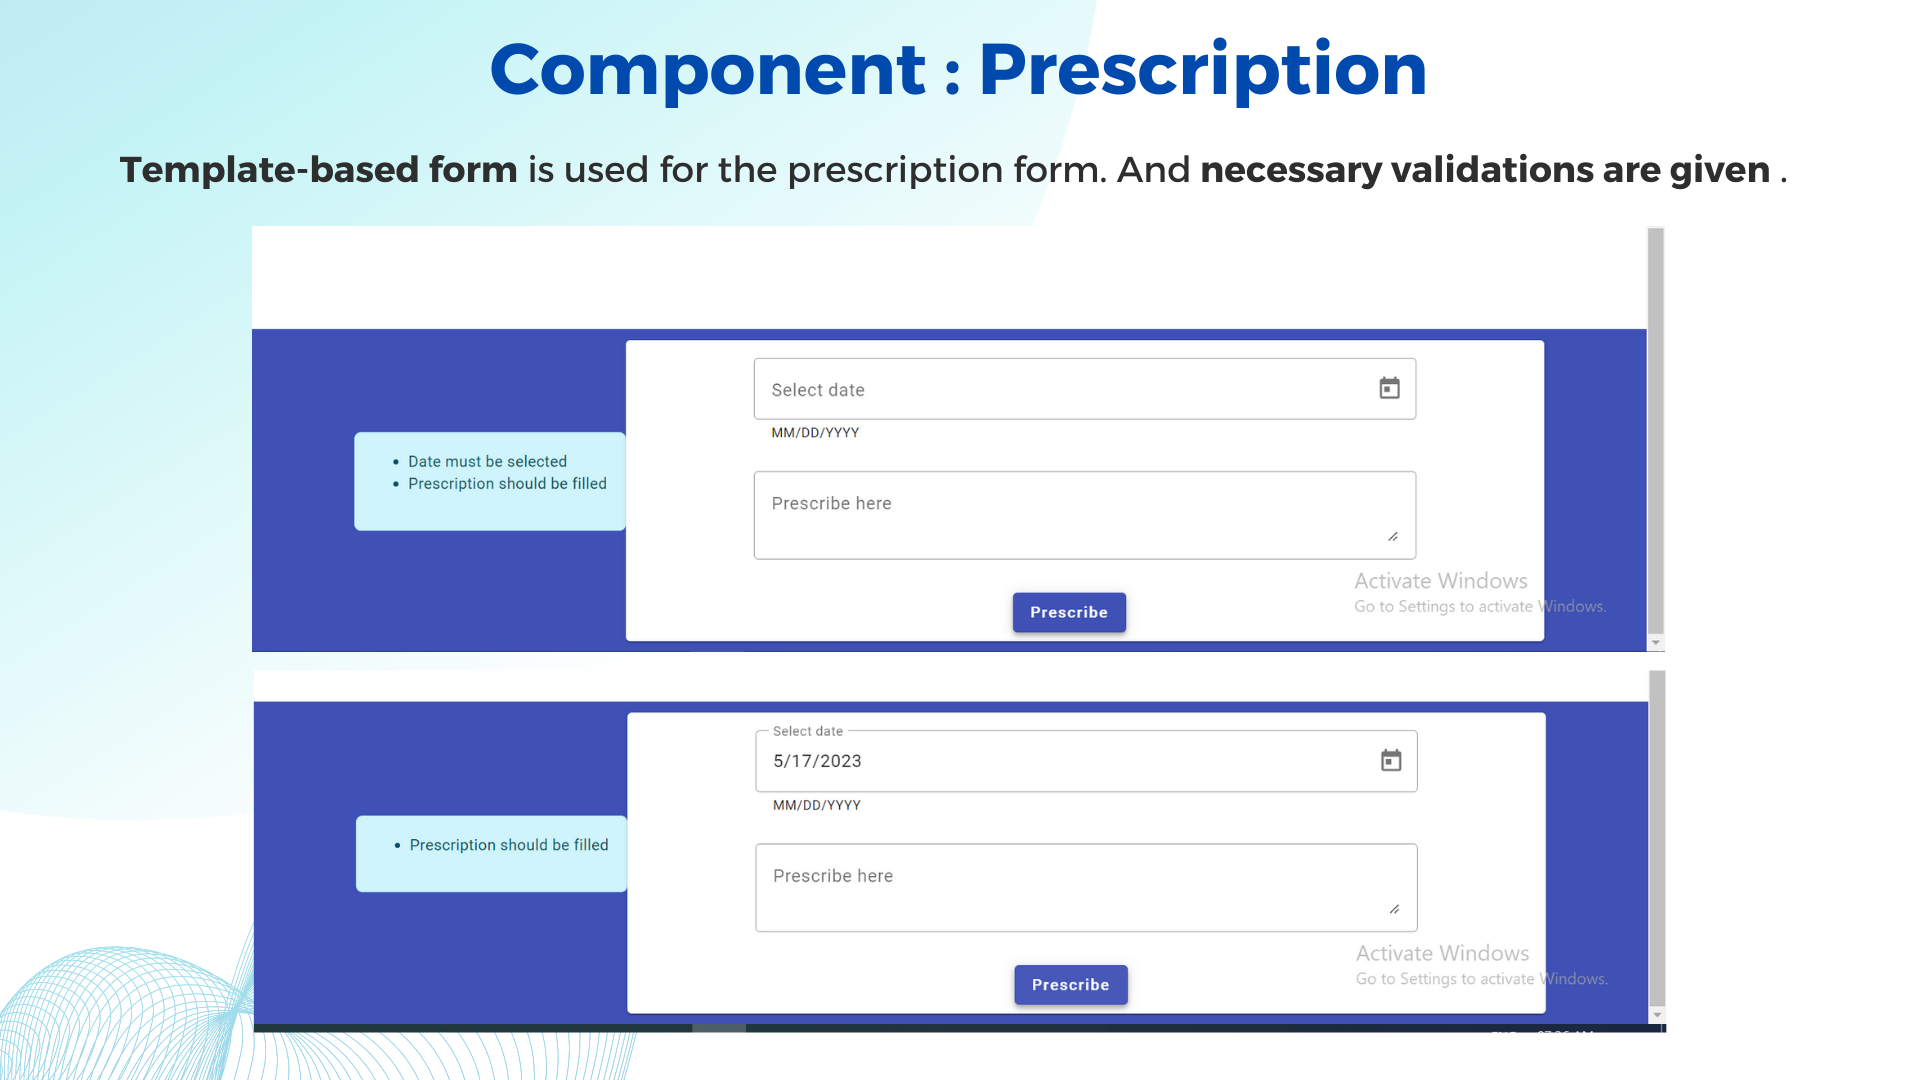 Component : Prescription
Template-based form is used for the prescription form. And necessary validations are given .
Select date
MM/DD/YYYY
• Date must be selected
• Prescription should be filled
Prescribe here
Activate Windows
Go to Settings to activate Windows.
Prescribe
Select date
5/17/2023
MM/DD/YYYY
• Prescription should be filled
Prescribe here
Activate Windows
Go to Settings to activate Windows.
Prescribe